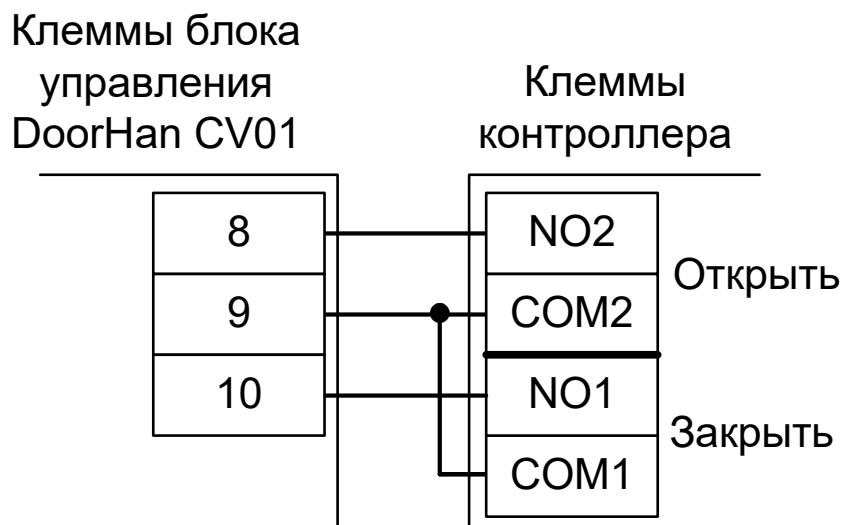 Клеммы блока
управления
DoorHan CV01
Клеммы
контроллера
8
9
10
NO2
COM2
NO1
COM1
Открыть
Закрыть